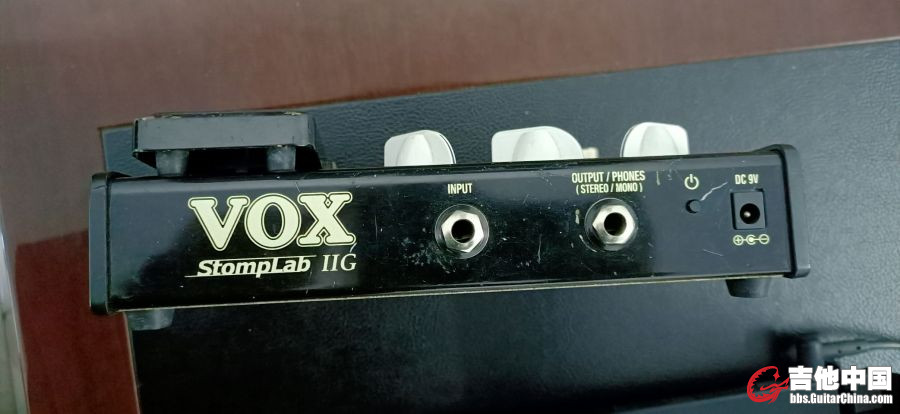 VOX
StompLab IIG
INPUT
OUTPUT / PHONES
( STEREO / MONO )
DC 9V
吉他中国
bbs.GuitarChina.com